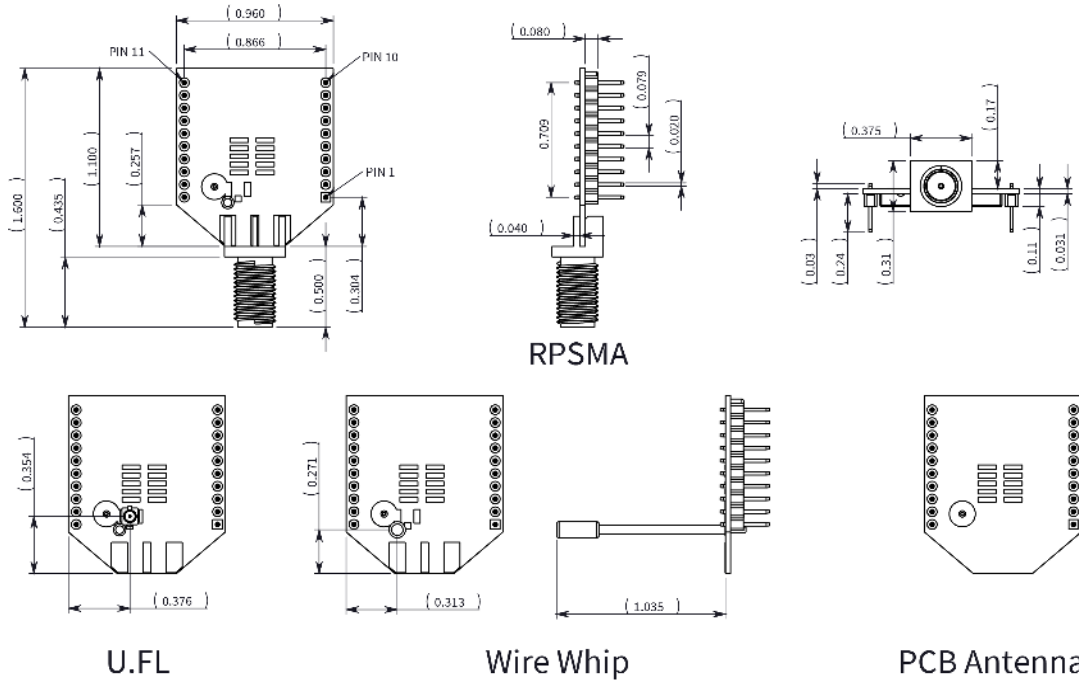 ( 0.960 )
( 0.866 )
PIN 11
PIN 10
PIN 1
( 1.600 )
( 0.435 )
( 1.100 )
( 0.257 )
( 0.500 )
( 0.304 )
( 0.080 )
0.709
( 0.079 )
( 0.020 )
( 0.040 )
( 0.375 )
( 0.17 )
( 0.03 )
( 0.24 )
( 0.31 )
( 0.11 )
( 0.031 )
RPSMA
( 0.354 )
( 0.376 )
( 0.271 )
( 0.313 )
( 1.035 )
U.FL
Wire Whip
PCB Antenna